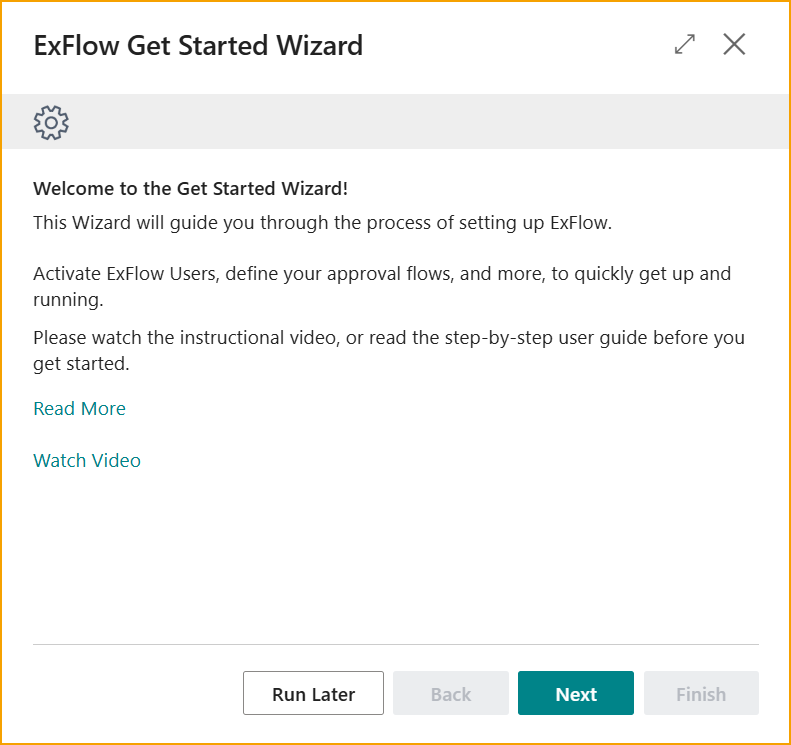 ExFlow Get Started Wizard
Welcome to the Get Started Wizard!
This Wizard will guide you through the process of setting up ExFlow.
Activate ExFlow Users, define your approval flows, and more, to quickly get up and
running.
Please watch the instructional video, or read the step-by-step user guide before you
get started.
Read More
Watch Video
Run Later
Back
Next
Finish